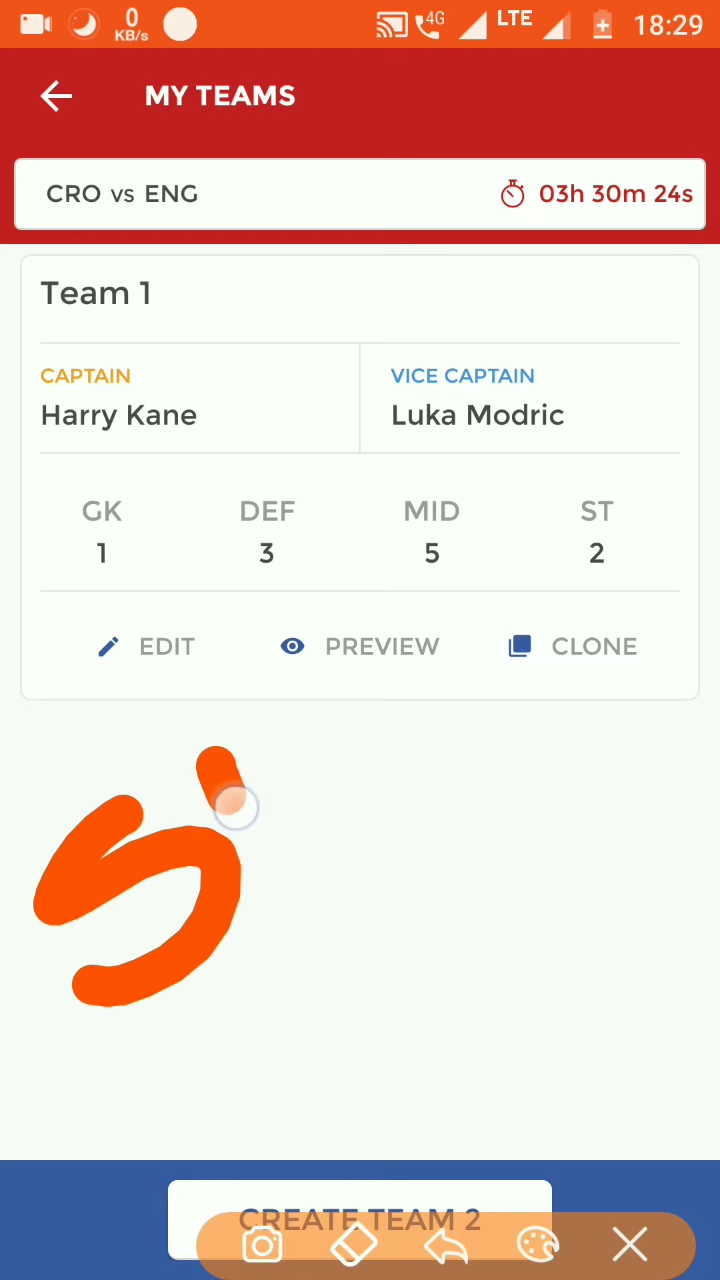 0 KB/s 4G LTE 18:29
MY TEAMS
CRO vs ENG 03h 30m 24s
Team 1
CAPTAIN VICE CAPTAIN
Harry Kane Luka Modric
GK DEF MID ST
1 3 5 2
EDIT PREVIEW CLONE
CREATE TEAM 2